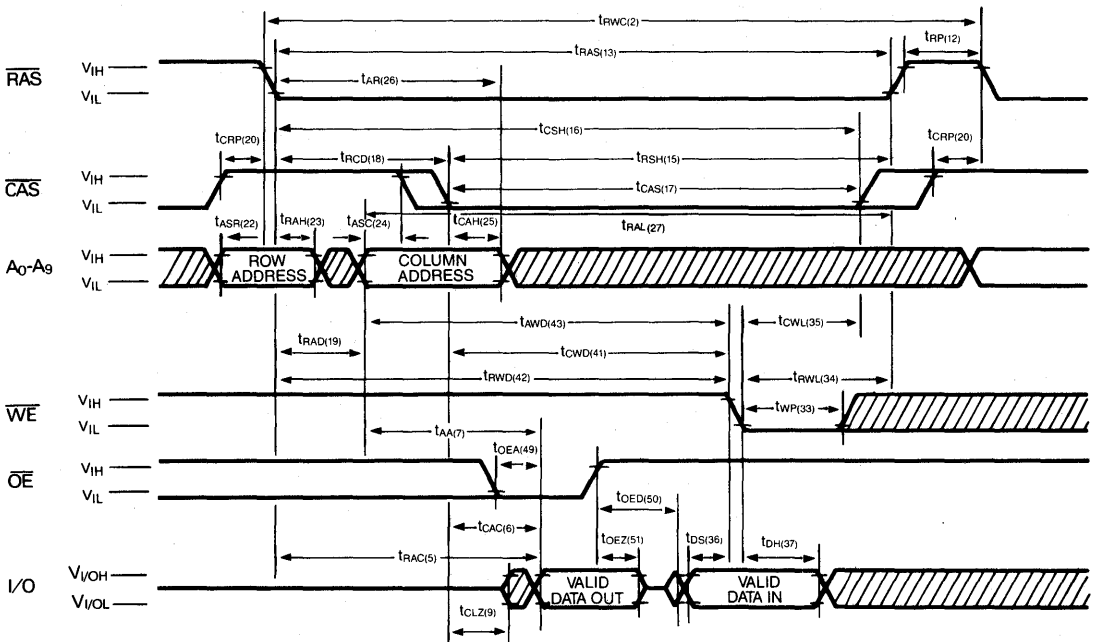 tRWC(2)
tRAS(13)
tRP(12)
RAS
VIH
VIL
tAR(26)
tCSH(16)
tCRP(20)
tRCD(18)
tRSH(15)
tCRP(20)
CAS
VIH
VIL
tCAS(17)
tASR(22)
tRAH(23)
tASC(24)
tCAH(25)
tRAL(27)
A0-A9
VIH
VIL
ROW
ADDRESS
COLUMN
ADDRESS
tAWD(43)
tCWL(35)
tRAD(19)
tCWD(41)
tRWD(42)
tRWL(34)
WE
VIH
VIL
tWP(33)
tAA(7)
tOEA(49)
OE
VIH
VIL
tOED(50)
tCAC(6)
tRAC(5)
tOEZ(51)
tDS(36)
tDH(37)
I/O
VI/OH
VI/OL
VALID
DATA OUT
VALID
DATA IN
tCLZ(9)